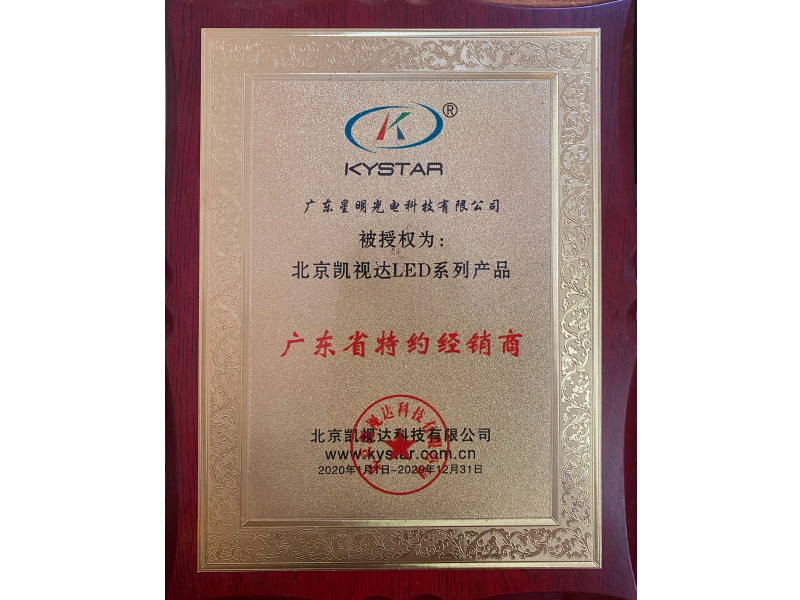 K®
KYSTAR
广东星明光电科技有限公司
被授权为:
北京凯视达LED系列产品
广东省特约经销商
北京凯视达科技有限公司
www.kystar.com.cn
2020年1月1日-2020年12月31日